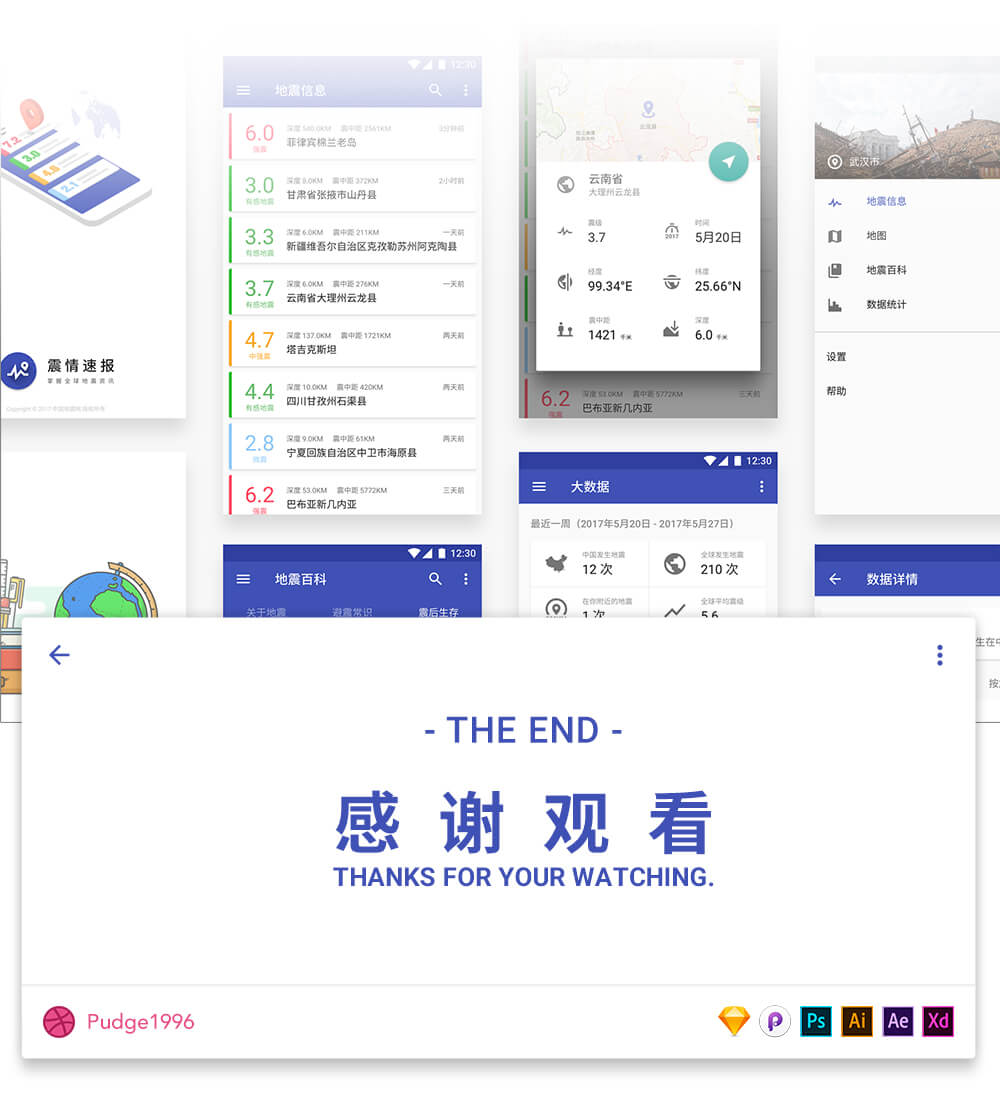 7.2
3.0
4.8
2.1
震情速报
掌握全球地震资讯
12:30
地震信息
6.0
强震
深度 540.0KM 震中距 2561KM
3分钟前
菲律宾棉兰老岛
3.0
有感地震
深度 8.0KM 震中距 372KM
2小时前
甘肃省张掖市山丹县
3.3
有感地震
深度 6.0KM 震中距 211KM
一天前
新疆维吾尔自治区克孜勒苏州阿克陶县
3.7
有感地震
深度 6.0KM 震中距 276KM
一天前
云南省大理州云龙县
4.7
中强震
深度 137.0KM 震中距 1721KM
两天前
塔吉克斯坦
4.4
有感地震
深度 10.0KM 震中距 420KM
两天前
四川甘孜州石渠县
2.8
微震
深度 9.0KM 震中距 61KM
两天前
宁夏回族自治区中卫市海原县
6.2
强震
深度 53.0KM 震中距 5772KM
三天前
巴布亚新几内亚
云龙县
云南省
大理州云龙县
震级
3.7
2017
时间
5月20日
经度
99.34°E
纬度
25.66°N
震中距
1421 千米
深度
6.0 千米
6.2
强震
深度 53.0KM 震中距 5772KM
三天前
巴布亚新几内亚
武汉市
地震信息
地图
地震百科
数据统计
设置
帮助
12:30
地震百科
关于地震
避震常识
震后生存
12:30
大数据
最近一周（2017年5月20日 - 2017年5月27日）
中国发生地震
12 次
全球发生地震
210 次
在你附近的地震
1 次
全球平均震级
5.6
数据详情
生在中
按
- THE END -
感谢观看
THANKS FOR YOUR WATCHING.
Pudge1996
Ps
Ai
Ae
Xd